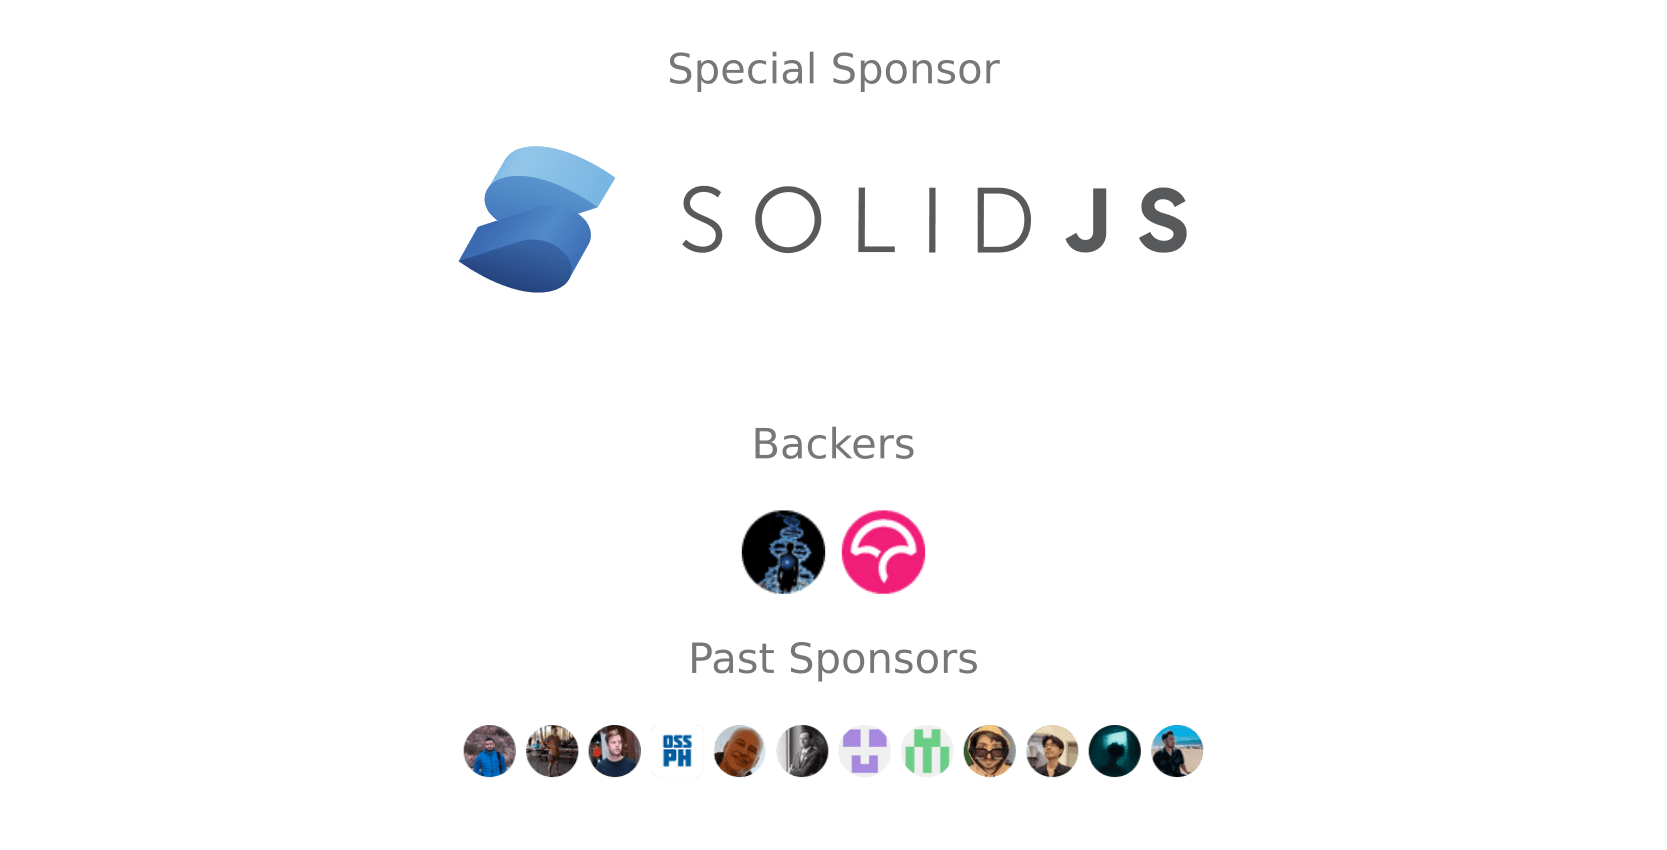 Special Sponsor
SOLIDJS
Backers
Past Sponsors
OSS
PH